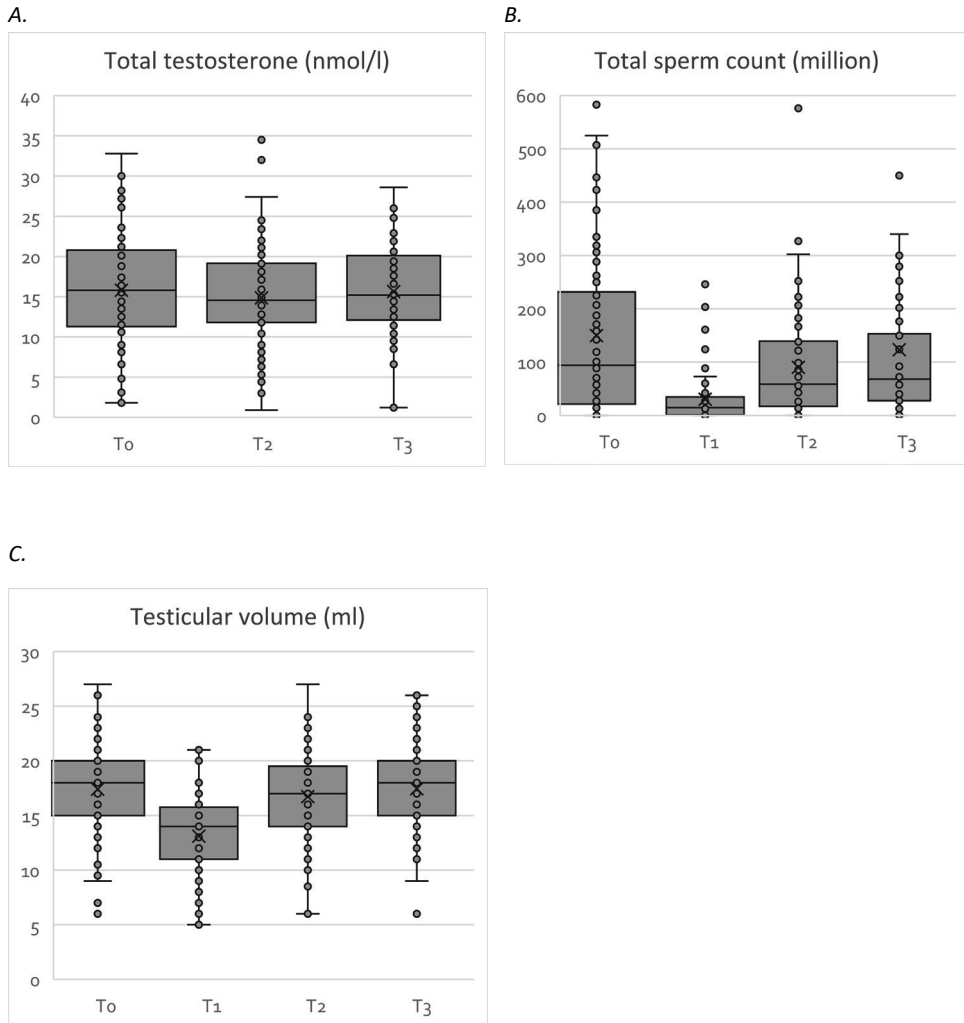 A.
B.
Total testosterone (nmol/l)
40
35
30
25
20
15
10
5
0
T0
T2
T3
Total sperm count (million)
600
500
400
300
200
100
0
T0
T1
T2
T3
C.
Testicular volume (ml)
30
25
20
15
10
5
0
T0
T1
T2
T3